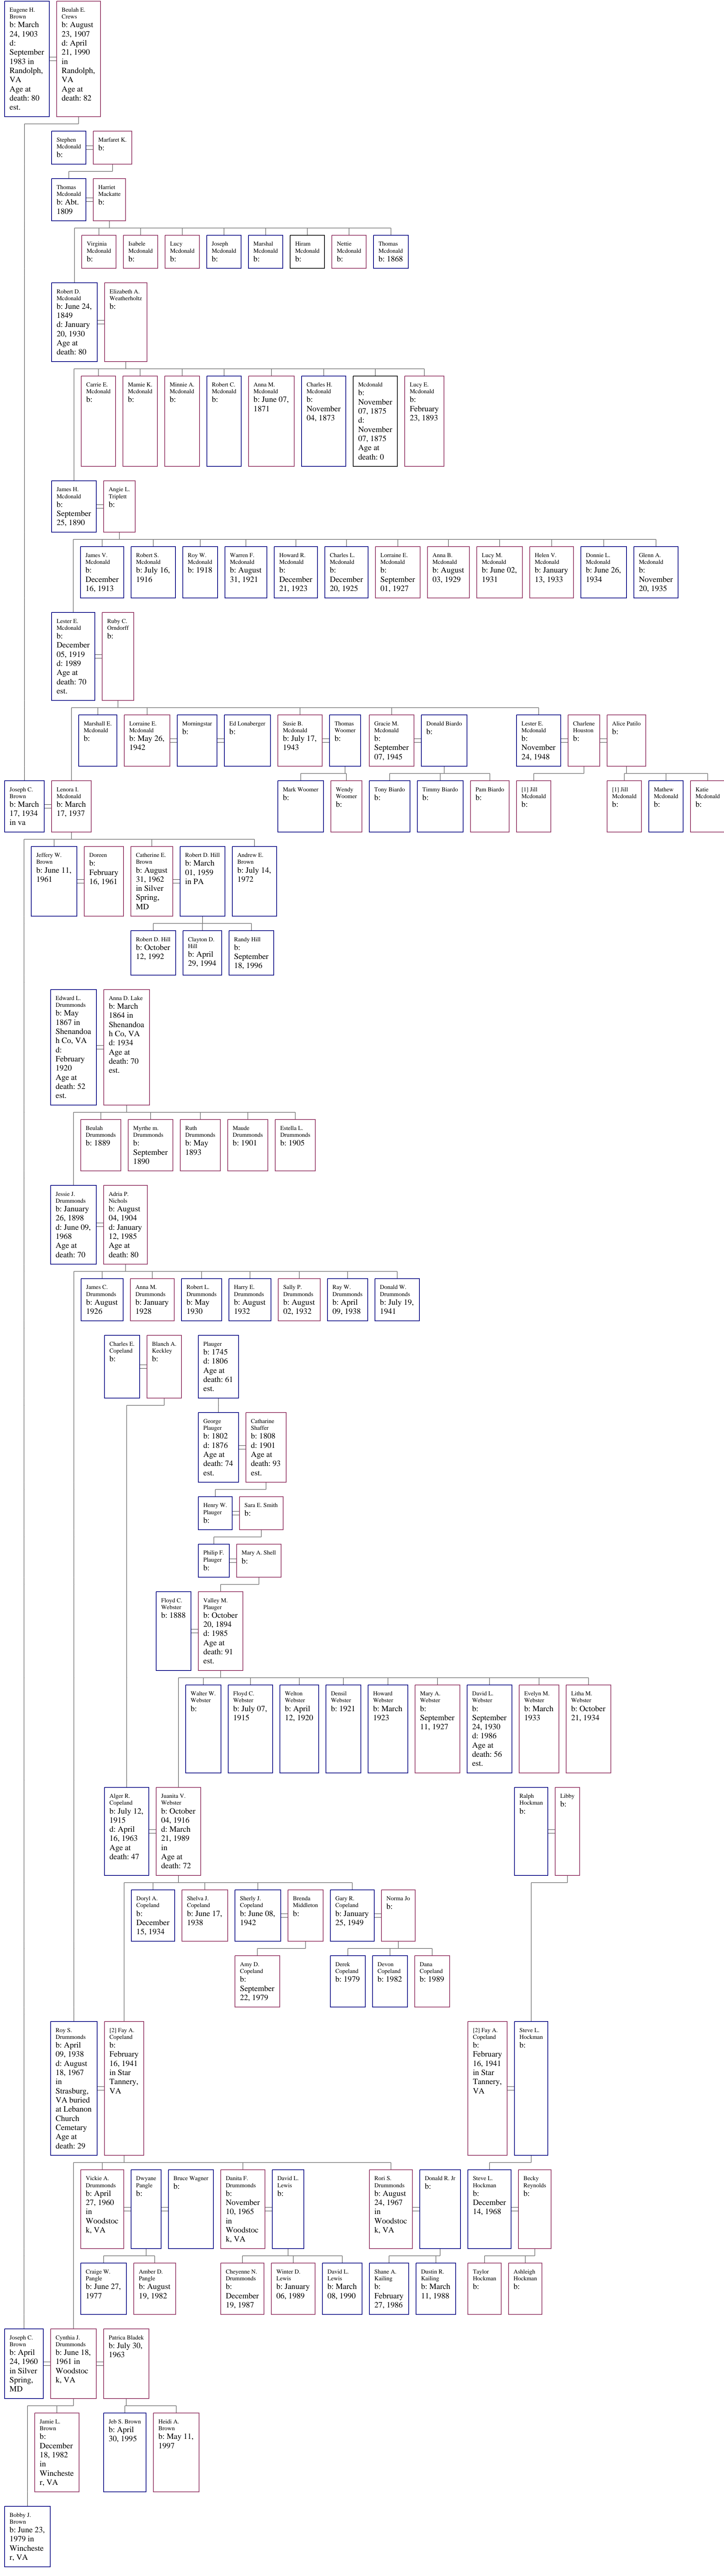 Eugene H.
Brown
b: March
24, 1903
d:
September
1983 in
Randolph,
VA
Age at
death: 80
est.
Beulah E.
Crews
b: August
23, 1907
d: April
21, 1990
in
Randolph,
VA
Age at
death: 82
Stephen
Mcdonald
b:
Marfaret K.
b:
Thomas
Mcdonald
b: Abt.
1809
Harriet
Mackatte
b:
Virginia
Mcdonald
b:
Isabele
Mcdonald
b:
Lucy
Mcdonald
b:
Joseph
Mcdonald
b:
Marshal
Mcdonald
b:
Hiram
Mcdonald
b:
Nettie
Mcdonald
b:
Thomas
Mcdonald
b: 1868
Robert D.
Mcdonald
b: June 24,
1849
d: January
20, 1930
Age at
death: 80
Elizabeth A.
Weatherholtz
b:
Carrie E.
Mcdonald
b:
Mamie K.
Mcdonald
b:
Minnie A.
Mcdonald
b:
Robert C.
Mcdonald
b:
Anna M.
Mcdonald
b: June 07,
1871
Charles H.
Mcdonald
b:
November
04, 1873
Mcdonald
b:
November
07, 1875
d:
November
07, 1875
Age at
death: 0
Lucy E.
Mcdonald
b:
February
23, 1893
James H.
Mcdonald
b:
September
25, 1890
Angie L.
Triplett
b:
James V.
Mcdonald
b:
December
16, 1913
Robert S.
Mcdonald
b: July 16,
1916
Roy W.
Mcdonald
b: 1918
Warren F.
Mcdonald
b: August
31, 1921
Howard R.
Mcdonald
b:
December
21, 1923
Charles L.
Mcdonald
b:
December
20, 1925
Lorraine E.
Mcdonald
b:
September
01, 1927
Anna B.
Mcdonald
b: August
03, 1929
Lucy M.
Mcdonald
b: June 02,
1931
Helen V.
Mcdonald
b: January
13, 1933
Donnie L.
Mcdonald
b: June 26,
1934
Glenn A.
Mcdonald
b:
November
20, 1935
Lester E.
Mcdonald
b:
December
05, 1919
d: 1989
Age at
death: 70
est.
Ruby C.
Orndorff
b:
Marshall E.
Mcdonald
b:
Lorraine E.
Mcdonald
b: May 26,
1942
Morningstar
b:
Ed Lonaberger
b:
Susie B.
Mcdonald
b: July 17,
1943
Thomas
Woomer
b:
Gracie M.
Mcdonald
b:
September
07, 1945
Donald Biardo
b:
Lester E.
Mcdonald
b:
November
24, 1948
Charlene
Houston
b:
Alice Patilo
b:
Joseph C.
Brown
b: March
17, 1934
in va
Lenora I.
Mcdonald
b: March
17, 1937
Mark Woomer
b:
Wendy
Woomer
b:
Tony Biardo
b:
Timmy Biardo
b:
Pam Biardo
b:
[1] Jill
Mcdonald
b:
[1] Jill
Mcdonald
b:
Mathew
Mcdonald
b:
Katie
Mcdonald
b:
Jeffery W.
Brown
b: June 11,
1961
Doreen
b:
February
16, 1961
Catherine E.
Brown
b: August
31, 1962
in Silver
Spring,
MD
Robert D. Hill
b: March
01, 1959
in PA
Andrew E.
Brown
b: July 14,
1972
Robert D. Hill
b: October
12, 1992
Clayton D.
Hill
b: April
29, 1994
Randy Hill
b:
September
18, 1996
Edward L.
Drummonds
b: May
1867 in
Shenandoa
h Co, VA
d:
February
1920
Age at
death: 52
est.
Anna D. Lake
b: March
1864 in
Shenandoa
h Co, VA
d: 1934
Age at
death: 70
est.
Beulah
Drummonds
b: 1889
Myrthe m.
Drummonds
b:
September
1890
Ruth
Drummonds
b: May
1893
Maude
Drummonds
b: 1901
Estella L.
Drummonds
b: 1905
Jessie J.
Drummonds
b: January
26, 1898
d: June 09,
1968
Age at
death: 70
Adria P.
Nichols
b: August
04, 1904
d: January
12, 1985
Age at
death: 80
James C.
Drummonds
b: August
1926
Anna M.
Drummonds
b: January
1928
Robert L.
Drummonds
b: May
1930
Harry E.
Drummonds
b: August
1932
Sally P.
Drummonds
b: August
02, 1932
Ray W.
Drummonds
b: April
09, 1938
Donald W.
Drummonds
b: July 19,
1941
Charles E.
Copeland
b:
Blanch A.
Keckley
b:
Plauger
b: 1745
d: 1806
Age at
death: 61
est.
George
Plauger
b: 1802
d: 1876
Age at
death: 74
est.
Catharine
Shaffer
b: 1808
d: 1901
Age at
death: 93
est.
Henry W.
Plauger
b:
Sara E. Smith
b:
Philip F.
Plauger
b:
Mary A. Shell
b:
Floyd C.
Webster
b: 1888
Valley M.
Plauger
b: October
20, 1894
d: 1985
Age at
death: 91
est.
Walter W.
Webster
b:
Floyd C.
Webster
b: July 07,
1915
Welton
Webster
b: April
12, 1920
Densil
Webster
b: 1921
Howard
Webster
b: March
1923
Mary A.
Webster
b:
September
11, 1927
David L.
Webster
b:
September
24, 1930
d: 1986
Age at
death: 56
est.
Evelyn M.
Webster
b: March
1933
Litha M.
Webster
b: October
21, 1934
Alger R.
Copeland
b: July 12,
1915
d: April
16, 1963
Age at
death: 47
Juanita V.
Webster
b: October
04, 1916
d: March
21, 1989
in
Age at
death: 72
Ralph
Hockman
b:
Libby
b:
Doryl A.
Copeland
b:
December
15, 1934
Shelva J.
Copeland
b: June 17,
1938
Sherly J.
Copeland
b: June 08,
1942
Brenda
Middleton
b:
Gary R.
Copeland
b: January
25, 1949
Norma Jo
b:
Amy D.
Copeland
b:
September
22, 1979
Derek
Copeland
b: 1979
Devon
Copeland
b: 1982
Dana
Copeland
b: 1989
Roy S.
Drummonds
b: April
09, 1938
d: August
18, 1967
in
Strasburg,
VA buried
at Lebanon
Church
Cemetary
Age at
death: 29
[2] Fay A.
Copeland
b:
February
16, 1941
in Star
Tannery,
VA
[2] Fay A.
Copeland
b:
February
16, 1941
in Star
Tannery,
VA
Steve L.
Hockman
b:
Vickie A.
Drummonds
b: April
27, 1960
in
Woodstoc
k, VA
Dwyane
Pangle
b:
Bruce Wagner
b:
Danita F.
Drummonds
b:
November
10, 1965
in
Woodstoc
k, VA
David L.
Lewis
b:
Rori S.
Drummonds
b: August
24, 1967
in
Woodstoc
k, VA
Donald R. Jr
b:
Steve L.
Hockman
b:
December
14, 1968
Becky
Reynolds
b:
Craige W.
Pangle
b: June 27,
1977
Amber D.
Pangle
b: August
19, 1982
Cheyenne N.
Drummonds
b:
December
19, 1987
Winter D.
Lewis
b: January
06, 1989
David L.
Lewis
b: March
08, 1990
Shane A.
Kailing
b:
February
27, 1986
Dustin R.
Kailing
b: March
11, 1988
Taylor
Hockman
b:
Ashleigh
Hockman
b:
Joseph C.
Brown
b: April
24, 1960
in Silver
Spring,
MD
Cynthia J.
Drummonds
b: June 18,
1961 in
Woodstoc
k, VA
Patrica Bladek
b: July 30,
1963
Jamie L.
Brown
b:
December
18, 1982
in
Wincheste
r, VA
Jeb S. Brown
b: April
30, 1995
Heidi A.
Brown
b: May 11,
1997
Bobby J.
Brown
b: June 23,
1979 in
Wincheste
r, VA